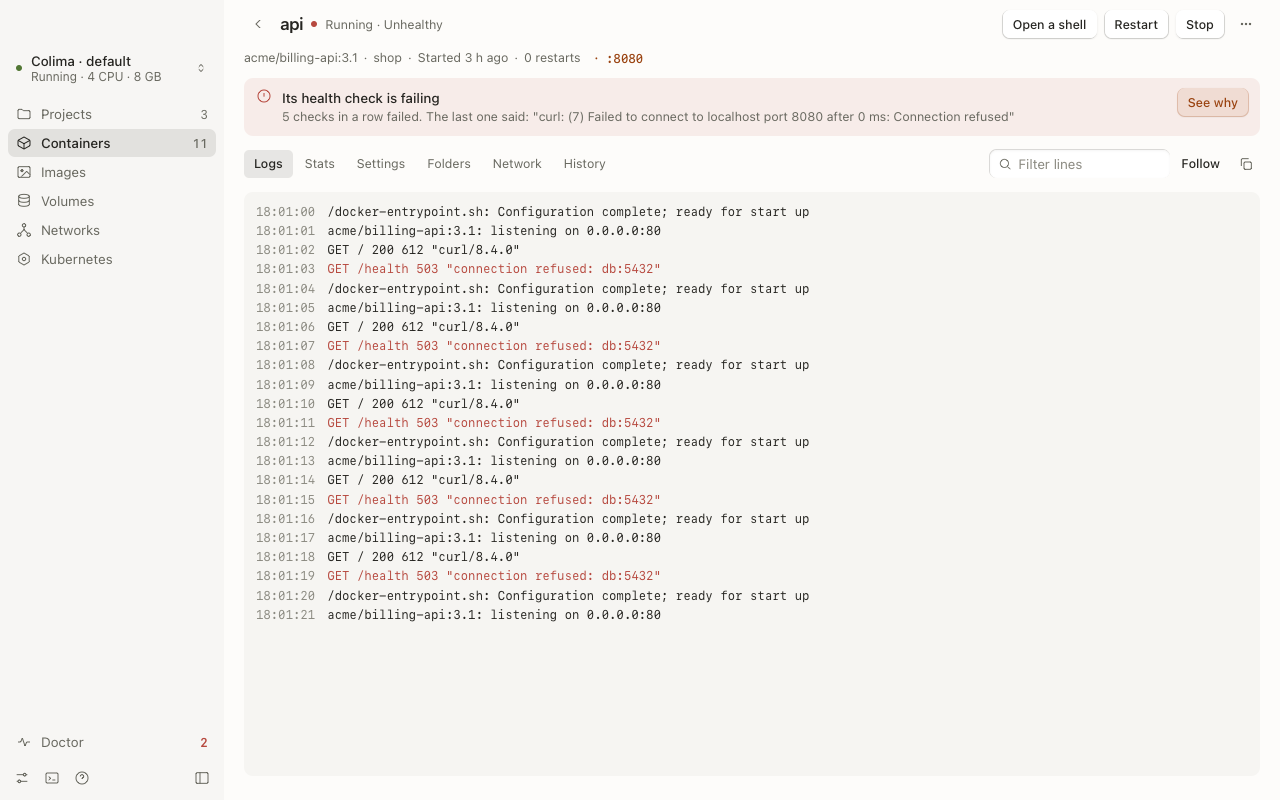 api Running · Unhealthy
Open a shell Restart Stop
Colima · default
Running · 4 CPU · 8 GB
acme/billing-api:3.1 · shop · Started 3 h ago · 0 restarts · :8080
Its health check is failing
5 checks in a row failed. The last one said: "curl: (7) Failed to connect to localhost port 8080 after 0 ms: Connection refused"
See why
Projects 3
Containers 11
Images
Volumes
Networks
Kubernetes
Logs Stats Settings Folders Network History
Filter lines Follow
18:01:00 /docker-entrypoint.sh: Configuration complete; ready for start up
18:01:01 acme/billing-api:3.1: listening on 0.0.0.0:80
18:01:02 GET / 200 612 "curl/8.4.0"
18:01:03 GET /health 503 "connection refused: db:5432"
18:01:04 /docker-entrypoint.sh: Configuration complete; ready for start up
18:01:05 acme/billing-api:3.1: listening on 0.0.0.0:80
18:01:06 GET / 200 612 "curl/8.4.0"
18:01:07 GET /health 503 "connection refused: db:5432"
18:01:08 /docker-entrypoint.sh: Configuration complete; ready for start up
18:01:09 acme/billing-api:3.1: listening on 0.0.0.0:80
18:01:10 GET / 200 612 "curl/8.4.0"
18:01:11 GET /health 503 "connection refused: db:5432"
18:01:12 /docker-entrypoint.sh: Configuration complete; ready for start up
18:01:13 acme/billing-api:3.1: listening on 0.0.0.0:80
18:01:14 GET / 200 612 "curl/8.4.0"
18:01:15 GET /health 503 "connection refused: db:5432"
18:01:16 /docker-entrypoint.sh: Configuration complete; ready for start up
18:01:17 acme/billing-api:3.1: listening on 0.0.0.0:80
18:01:18 GET / 200 612 "curl/8.4.0"
18:01:19 GET /health 503 "connection refused: db:5432"
18:01:20 /docker-entrypoint.sh: Configuration complete; ready for start up
18:01:21 acme/billing-api:3.1: listening on 0.0.0.0:80
Doctor 2